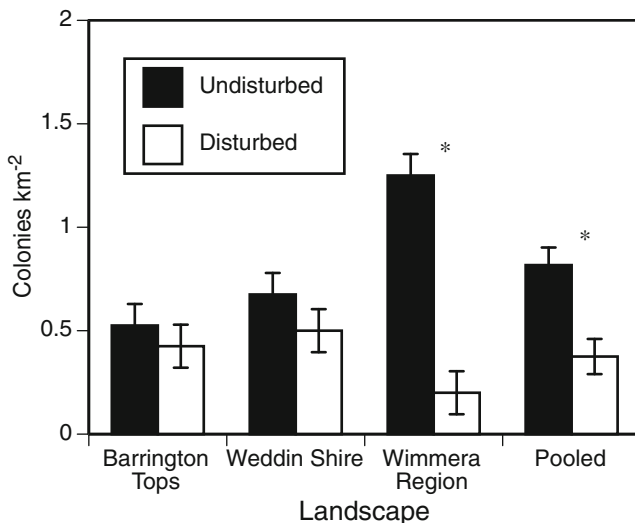 2
1.5
1
0.5
0
Colonies km-2
Undisturbed
Disturbed
*
*
Barrington Tops
Weddin Shire
Wimmera Region
Pooled
Landscape